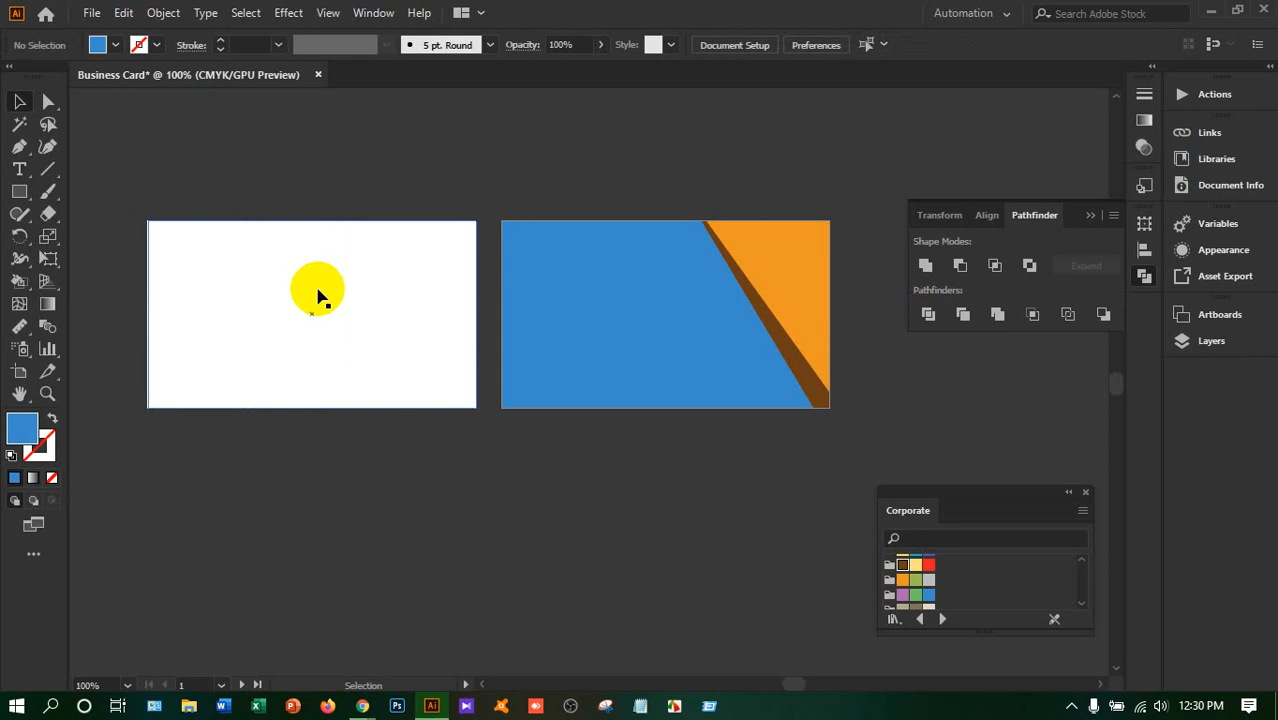 Ai File Edit Object Type Select Effect View Window Help Automation Search Adobe Stock
No Selection Stroke: 5 pt. Round Opacity: 100% Style: Document Setup Preferences
Business Card* @ 100% (CMYK/GPU Preview)
Actions
Links
Libraries
Document Info
Variables
Appearance
Asset Export
Artboards
Layers
Transform Align Pathfinder
Shape Modes:
Expand
Pathfinders:
Corporate
100% 1 Selection
12:30 PM